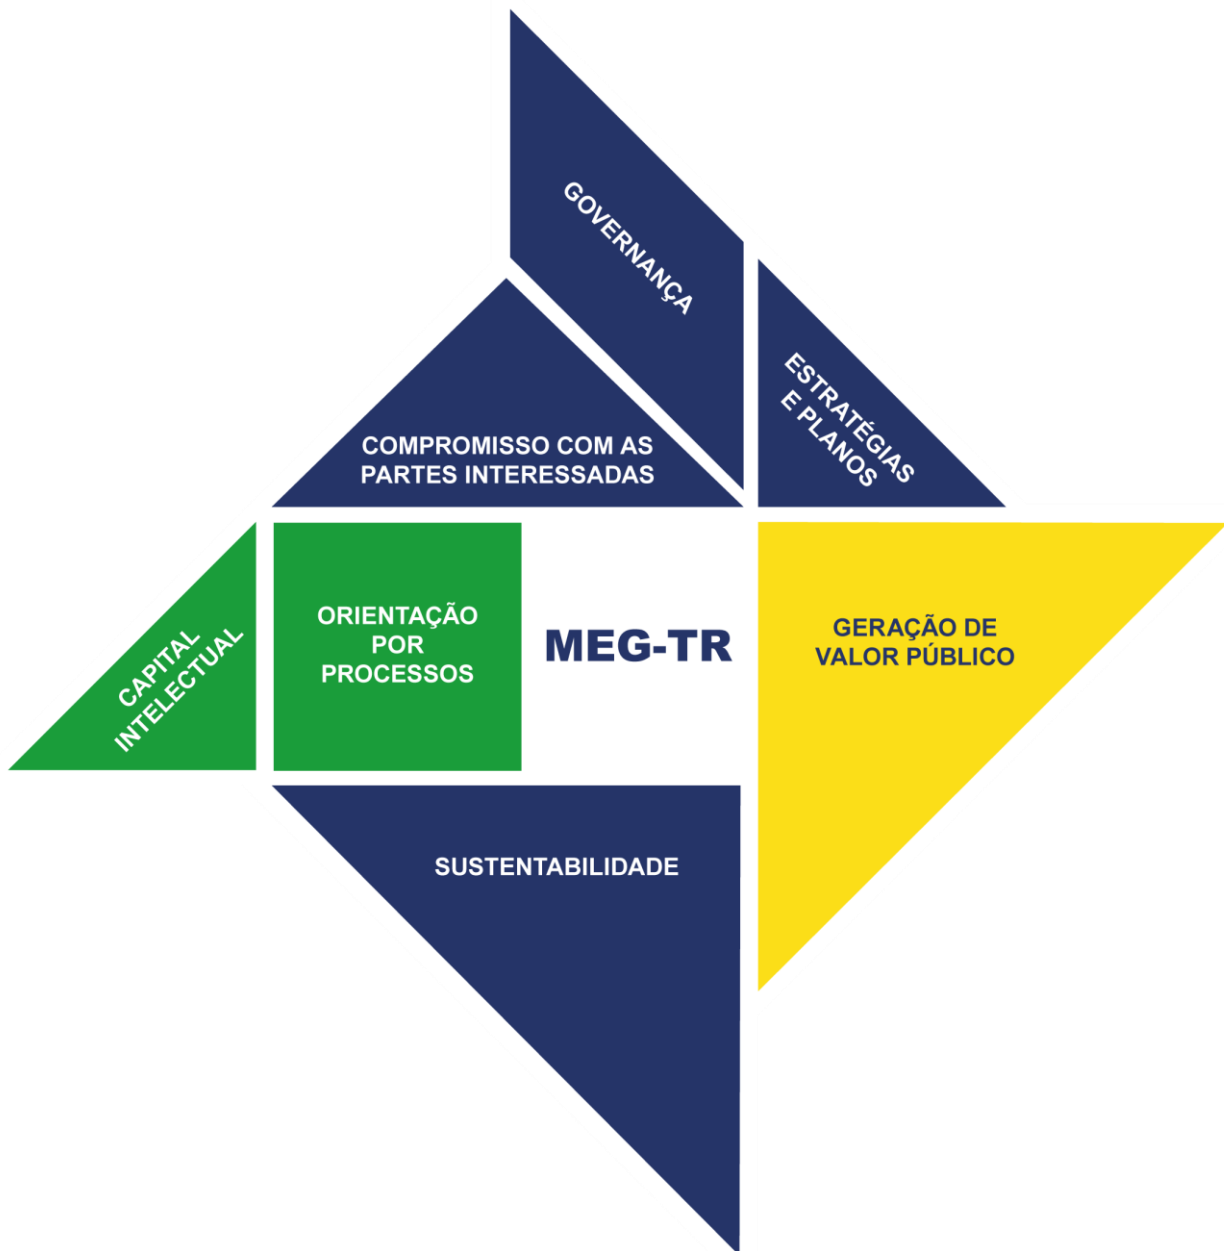 GOVERNANÇA
ESTRATÉGIAS
E PLANOS
COMPROMISSO COM AS
PARTES INTERESSADAS
CAPITAL
INTELECTUAL
ORIENTAÇÃO
POR
PROCESSOS
MEG-TR
GERAÇÃO DE
VALOR PÚBLICO
SUSTENTABILIDADE